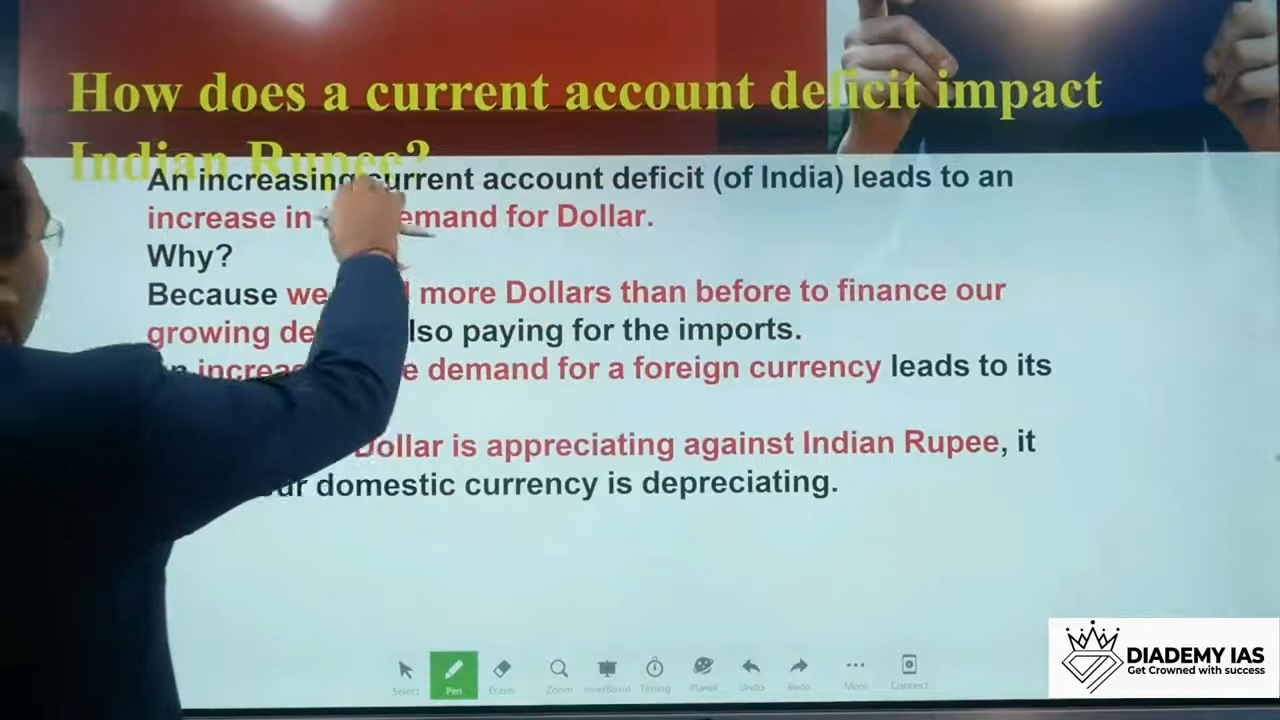 How does a current account deficit impact
Indian Rupee?
An increasing current account deficit (of India) leads to an
increase in demand for Dollar.
Why?
Because we more Dollars than before to finance our
growing paying for the imports.
demand for a foreign currency leads to its
Dollar is appreciating against Indian Rupee, it
domestic currency is depreciating.
Select Pen Eraser Zoom Timing Planet Undo Redo More Connect
DIADEMY IAS
Get Crowned with success